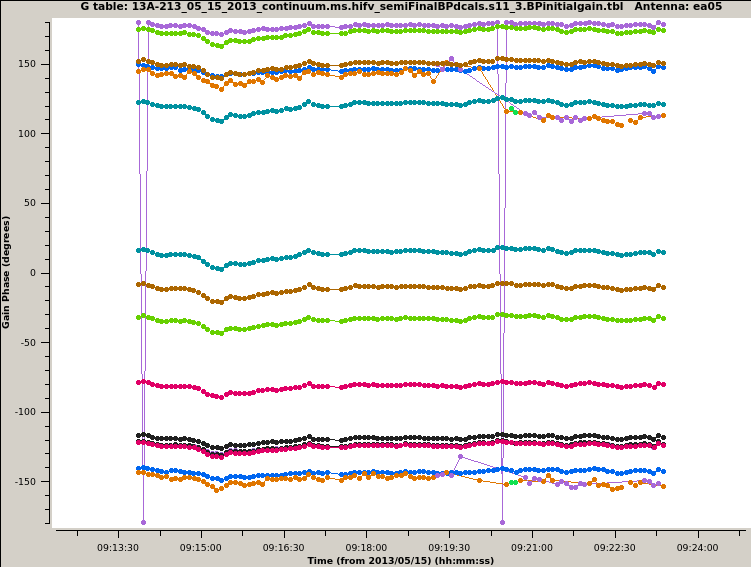 G table: 13A-213_05_15_2013_continuum.ms.hifv_semiFinalBPdcals.s11_3.BPinitialgain.tbl   Antenna: ea05
150
100
50
0
-50
-100
-150
Gain Phase (degrees)
09:13:30 09:15:00 09:16:30 09:18:00 09:19:30 09:21:00 09:22:30 09:24:00
Time (from 2013/05/15) (hh:mm:ss)